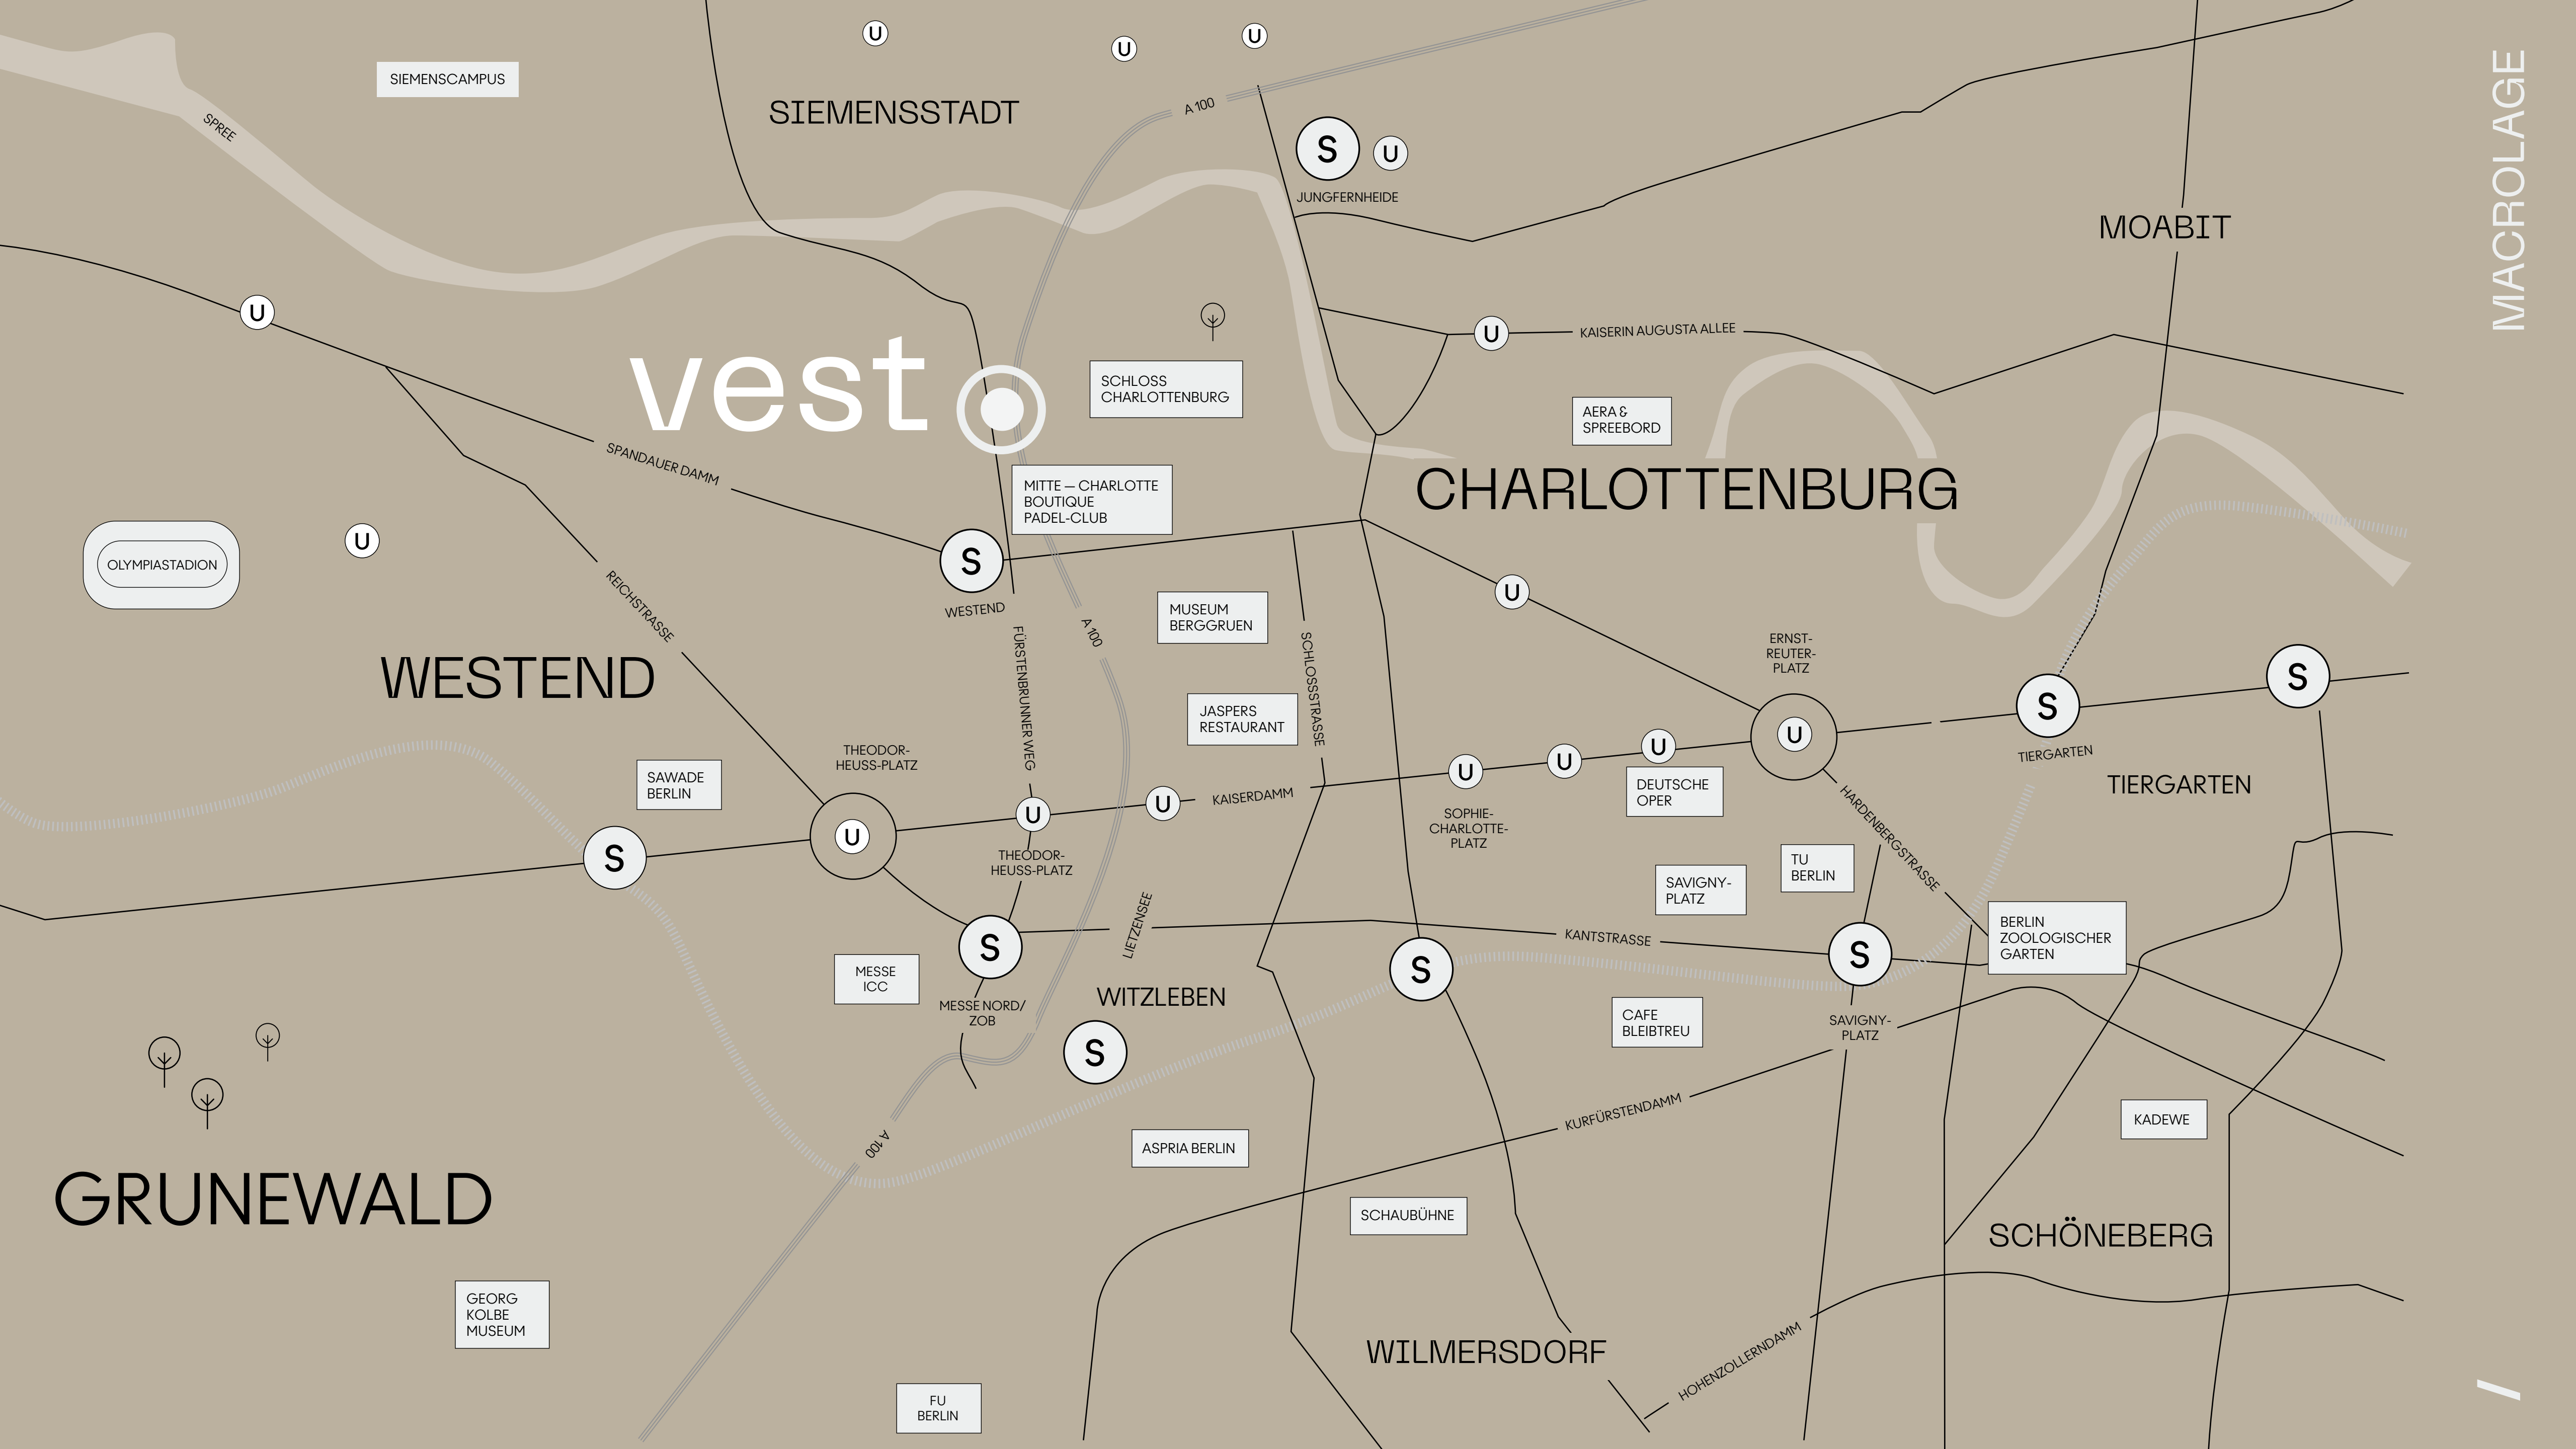 U
U
U
MACROLAGE
SIEMENSCAMPUS
SIEMENSSTADT
A 100
SPREE
S
U
JUNGFERNHEIDE
MOABIT
U
U
KAISERIN AUGUSTA ALLEE
vest
SCHLOSS
CHARLOTTENBURG
AERA &
SPREEBORD
SPANDAUER DAMM
MITTE — CHARLOTTE
BOUTIQUE
PADEL-CLUB
CHARLOTTENBURG
U
OLYMPIASTADION
S
WESTEND
U
REICHSTRASSE
MUSEUM
BERGGRUEN
A 100
FÜRSTENBRUNNER WEG
SCHLOSSSTRASSE
ERNST-
REUTER-
PLATZ
WESTEND
S
S
TIERGARTEN
JASPERS
RESTAURANT
U
U
U
U
THEODOR-
HEUSS-PLATZ
SAWADE
BERLIN
TIERGARTEN
DEUTSCHE
OPER
KAISERDAMM
U
U
U
S
SOPHIE-
CHARLOTTE-
PLATZ
HARDENBERGSTRASSE
THEODOR-
HEUSS-PLATZ
TU
BERLIN
SAVIGNY-
PLATZ
LIETZENSEE
S
KANTSTRASSE
S
S
BERLIN
ZOOLOGISCHER
GARTEN
MESSE
ICC
MESSE NORD/
ZOB
WITZLEBEN
S
CAFE
BLEIBTREU
SAVIGNY-
PLATZ
KURFÜRSTENDAMM
KADEWE
A 100
ASPRIA BERLIN
GRUNEWALD
SCHAUBÜHNE
SCHÖNEBERG
GEORG
KOLBE
MUSEUM
WILMERSDORF
HOHENZOLLERNDAMM
FU
BERLIN
/